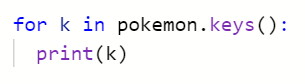 for k in pokemon.keys():
  print(k)